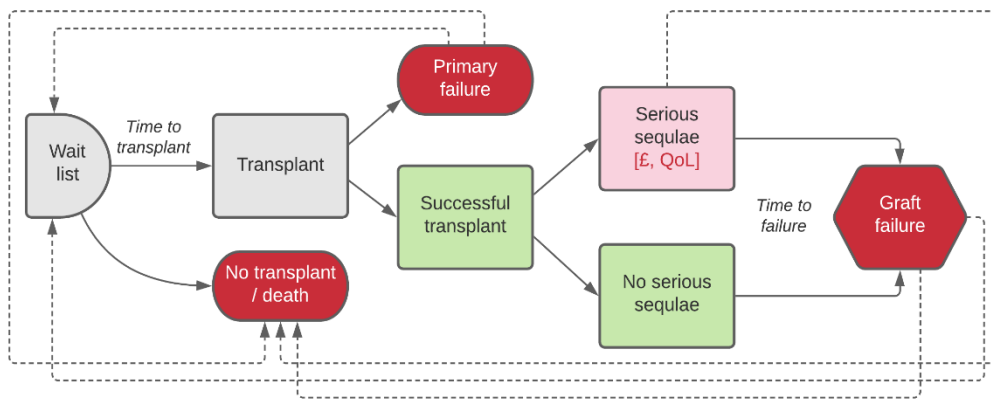 Primary
failure
Wait
list
Time to
transplant
Transplant
Successful
transplant
No transplant
/ death
Serious
sequlae
[£, QoL]
No serious
sequlae
Time to
failure
Graft
failure